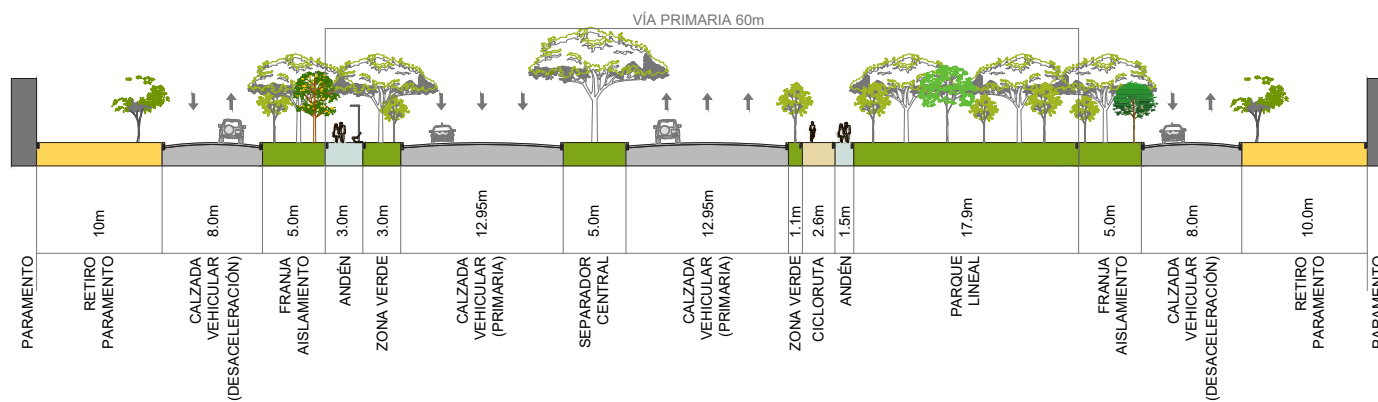 VÍA PRIMARIA 60m
10m
8.0m
5.0m
3.0m
3.0m
12.95m
5.0m
12.95m
1.1m
2.6m
1.5m
17.9m
5.0m
8.0m
10.0m
PARAMENTO
RETIRO
PARAMENTO
CALZADA
VEHICULAR
(DESACELERACIÓN)
FRANJA
AISLAMIENTO
ANDÉN
ZONA VERDE
CALZADA
VEHICULAR
(PRIMARIA)
SEPARADOR
CENTRAL
CALZADA
VEHICULAR
(PRIMARIA)
ZONA VERDE
CICLORUTA
ANDÉN
PARQUE
LINEAL
FRANJA
AISLAMIENTO
CALZADA
VEHICULAR
(DESACELERACIÓN)
RETIRO
PARAMENTO
PARAMENTO